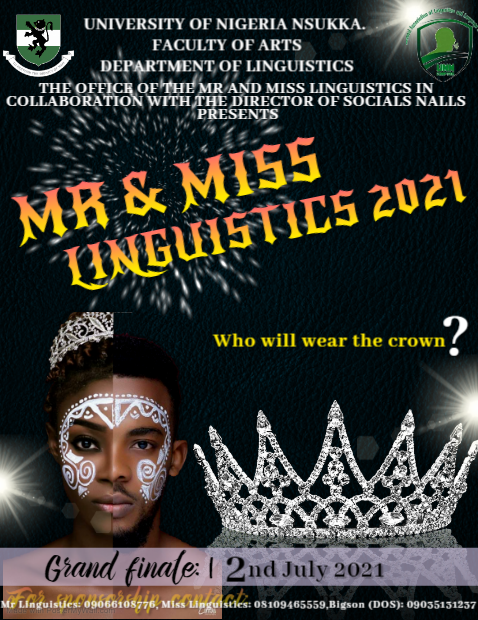 UNIVERSITY OF NIGERIA NSUKKA.
FACULTY OF ARTS
DEPARTMENT OF LINGUISTICS
THE OFFICE OF THE MR AND MISS LINGUISTICS IN
COLLABORATION WITH THE DIRECTOR OF SOCIALS NALLS
PRESENTS
MR & MISS
LINGUISTICS 2021
Who will wear the crown?
Grand finale: | 2nd July 2021
For sponsorship, contact:
Mr Linguistics: 09066108776, Miss Linguistics: 08109465559,Bigson (DOS): 09035131237